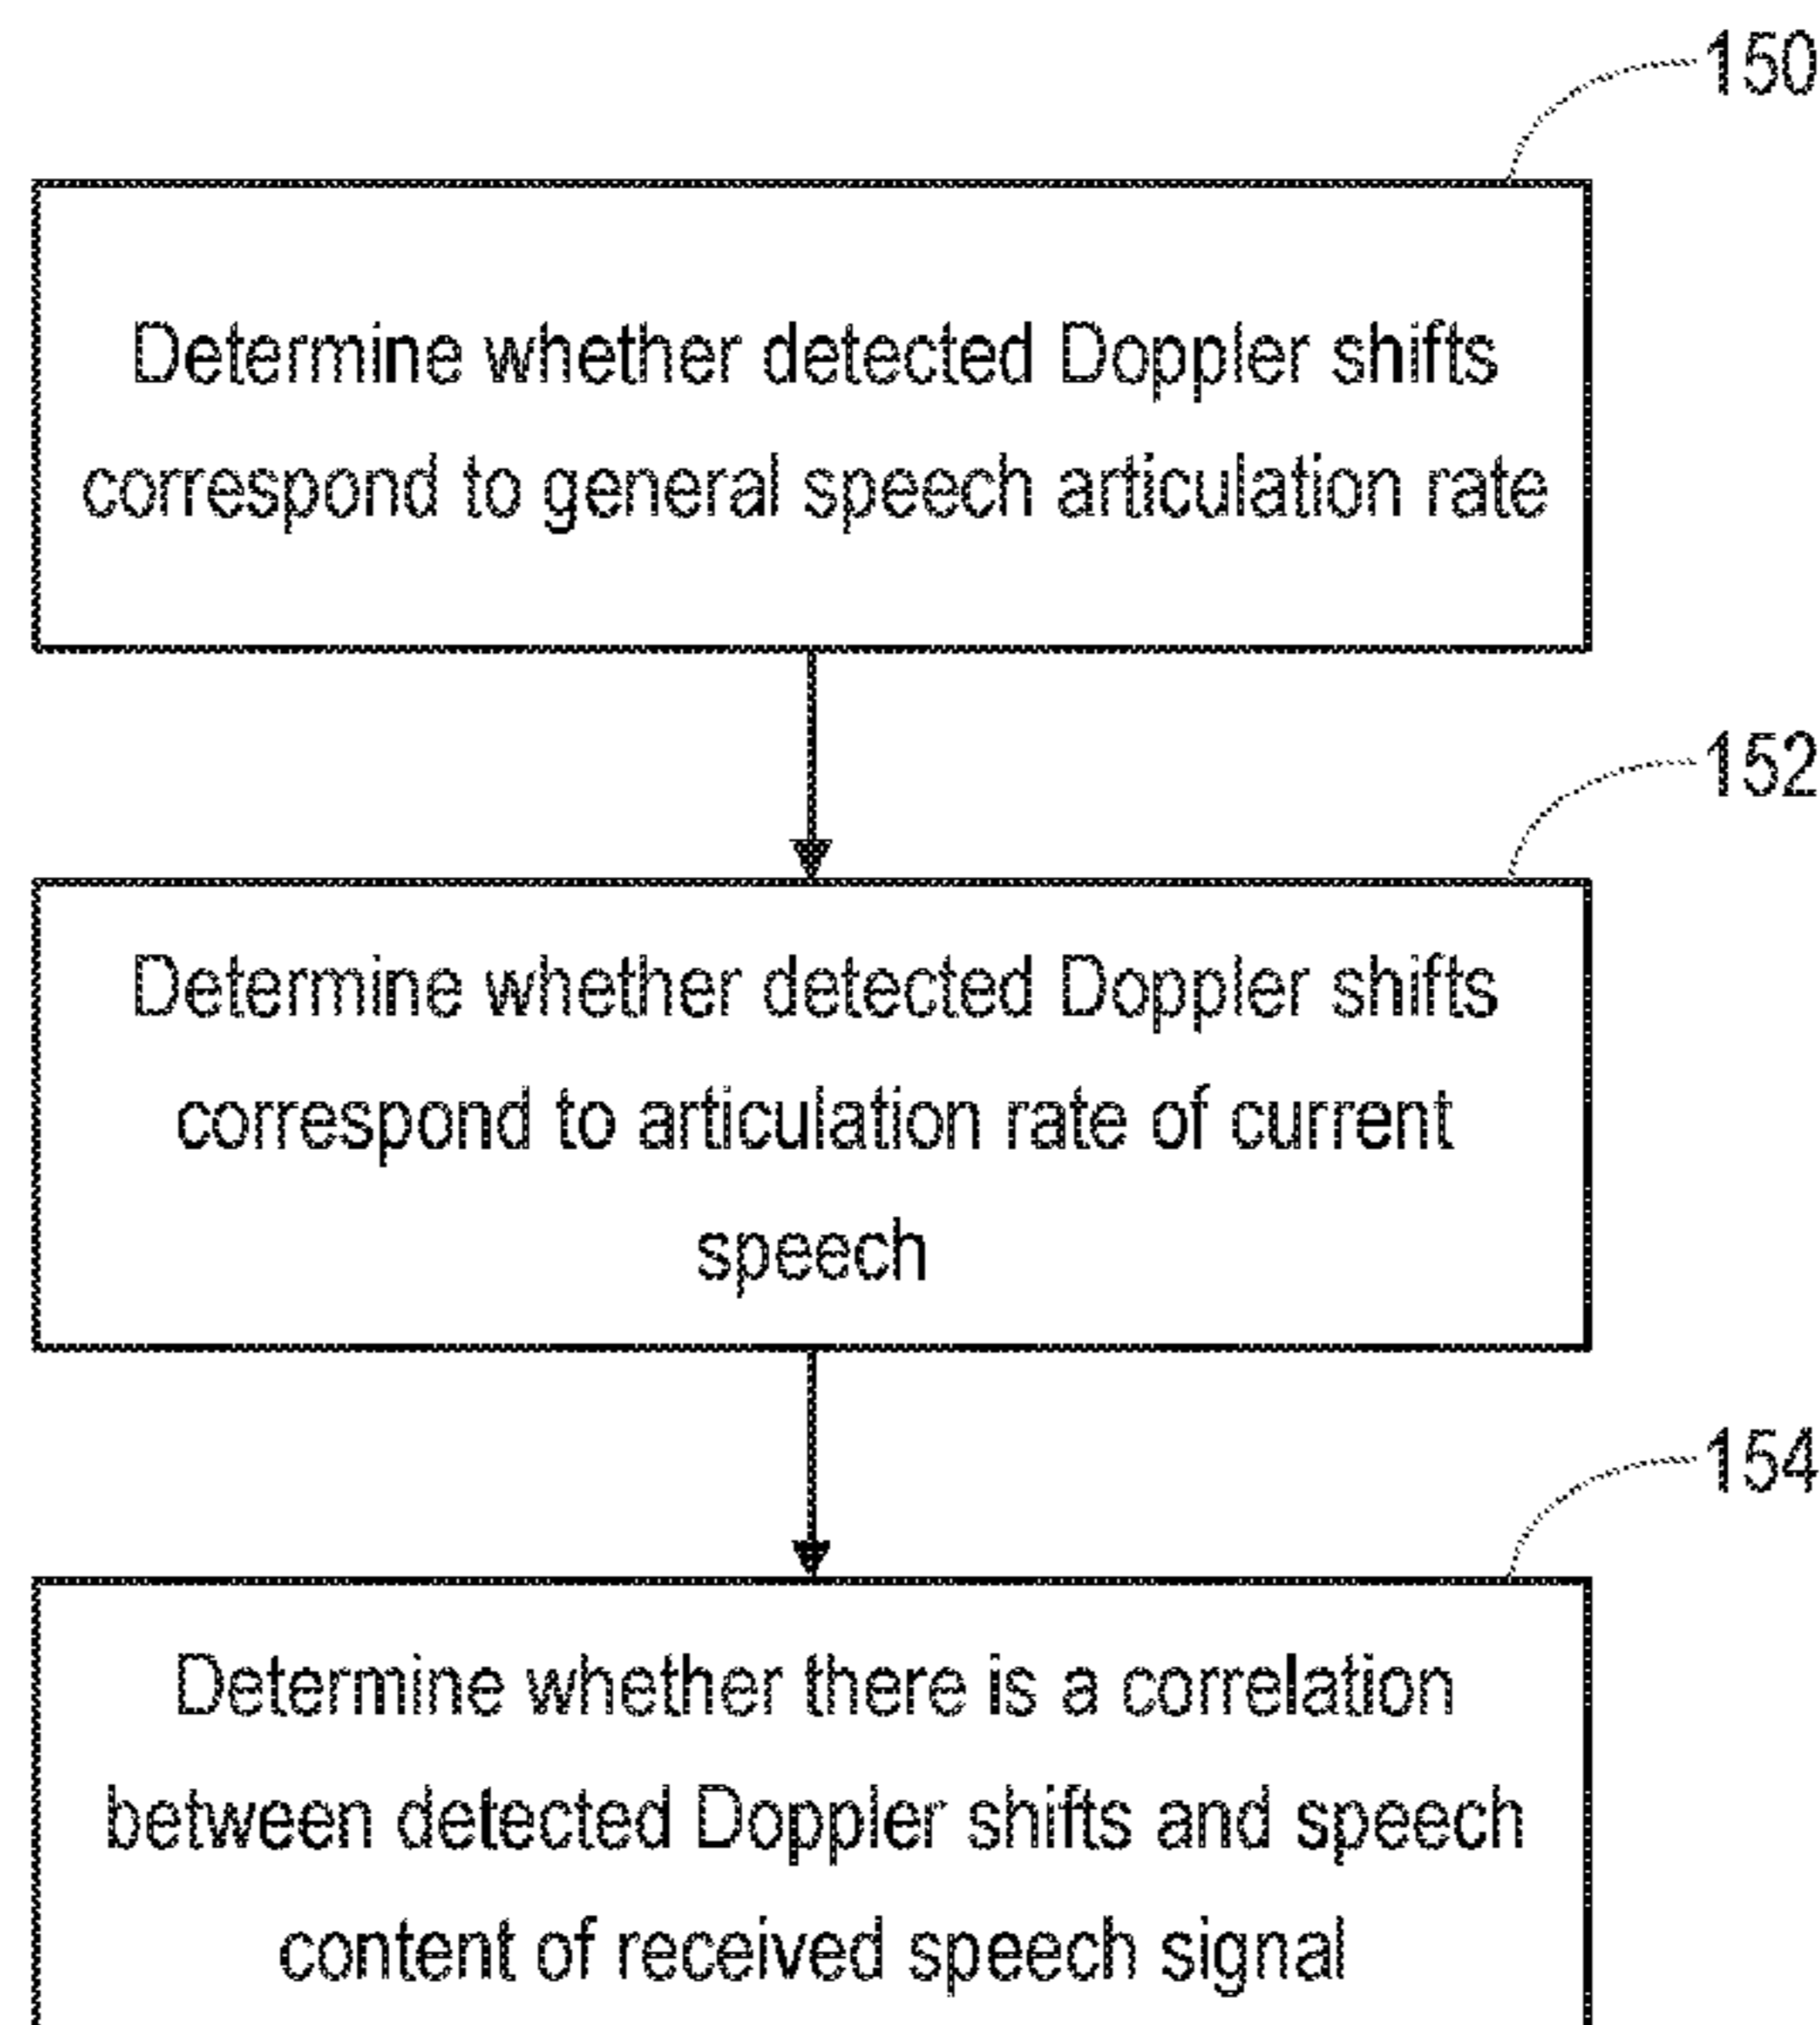 150
Determine whether detected Doppler shifts
correspond to general speech articulation rate
152
Determine whether detected Doppler shifts
correspond to articulation rate of current
speech
154
Determine whether there is a correlation
between detected Doppler shifts and speech
content of received speech signal